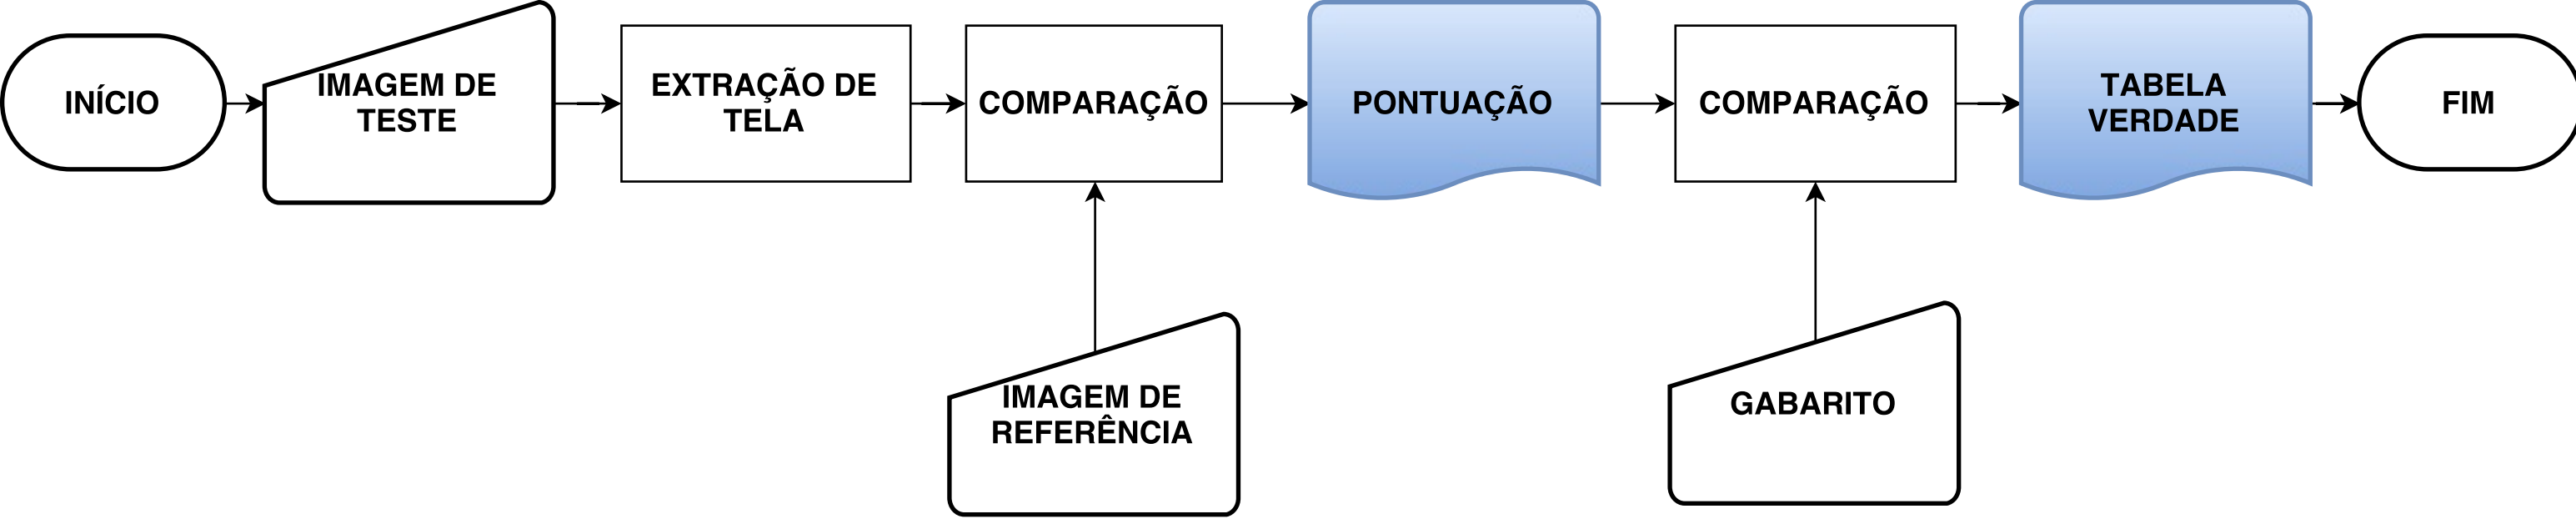 INÍCIO
IMAGEM DE
TESTE
EXTRAÇÃO DE
TELA
COMPARAÇÃO
PONTUAÇÃO
COMPARAÇÃO
TABELA
VERDADE
FIM
IMAGEM DE
REFERÊNCIA
GABARITO